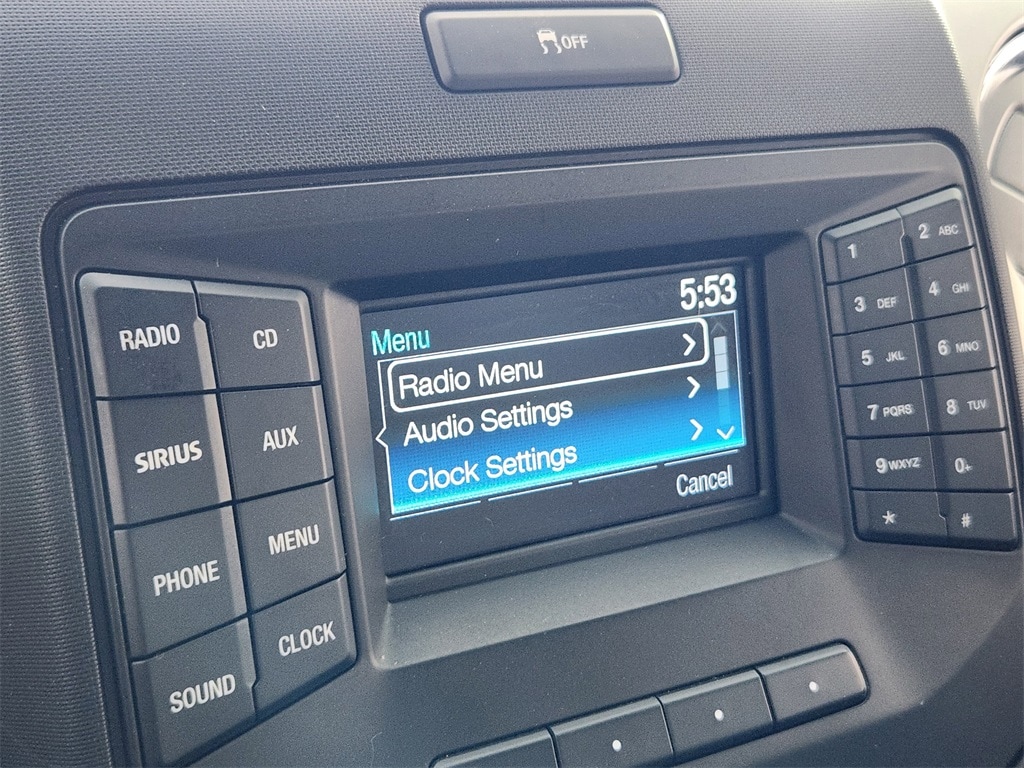 OFF
5:53
Menu
Radio Menu
Audio Settings
Clock Settings
Cancel
RADIO
CD
SIRIUS
AUX
PHONE
MENU
SOUND
CLOCK
1
2 ABC
3 DEF
4 GHI
5 JKL
6 MNO
7 PQRS
8 TUV
9 WXYZ
0+
*
#